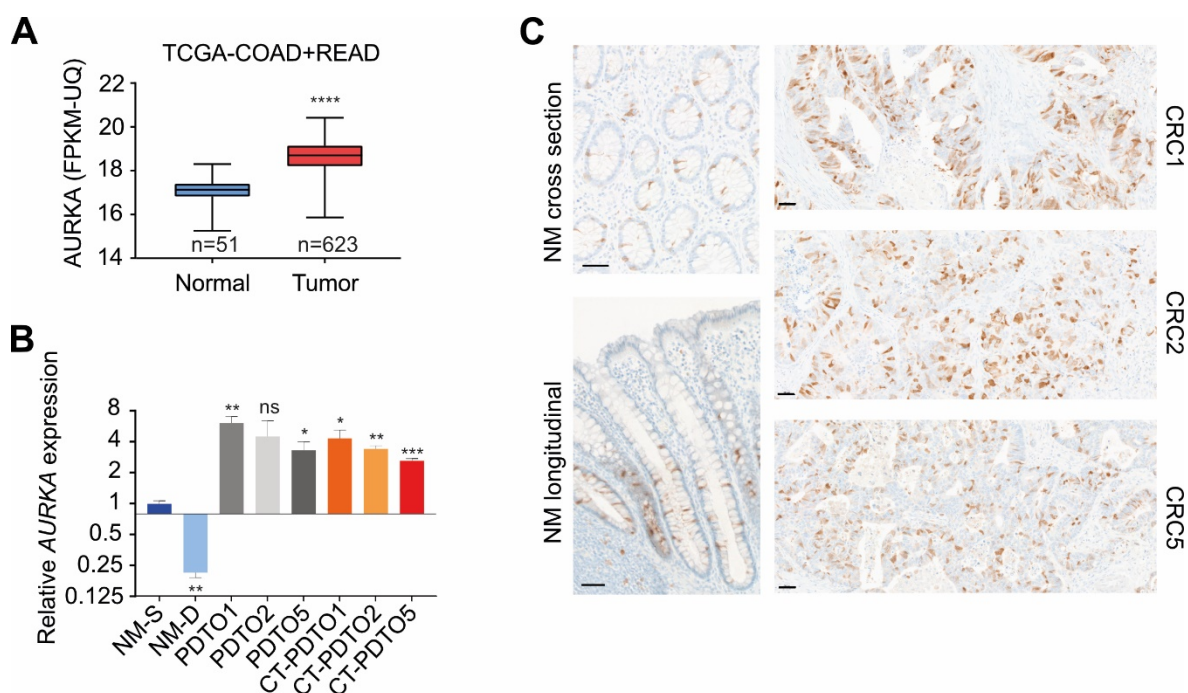 A
TCGA-COAD+READ
AURKA (FPKM-UQ)
22
20
18
16
14
****
n=51
n=623
Normal
Tumor
B
Relative AURKA expression
8
4
2
1
0.5
0.25
0.125
**
**
ns
*
*
**
***
NM-S
NM-D
PDTO1
PDTO2
PDTO5
CT-PDTO1
CT-PDTO2
CT-PDTO5
C
NM cross section
NM longitudinal
CRC1
CRC2
CRC5